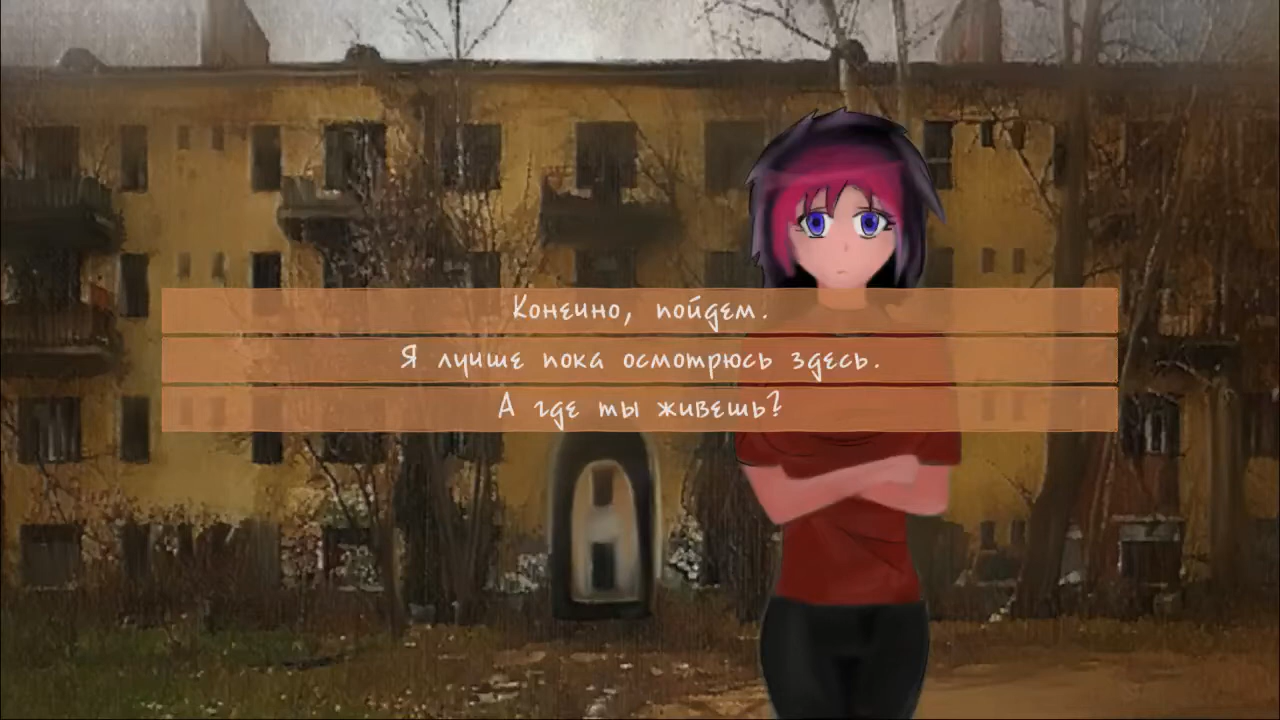 Конечно, пойдем.
Я лучше пока осмотрюсь здесь.
А где ты живешь?